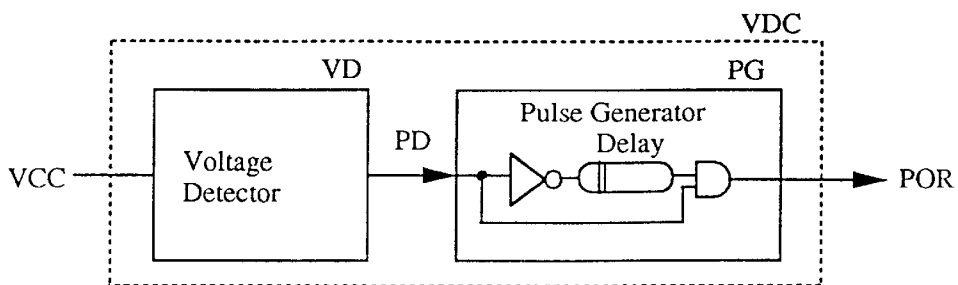 VDC
VD
PG
Pulse Generator
Delay
PD
Voltage
Detector
VCC
POR